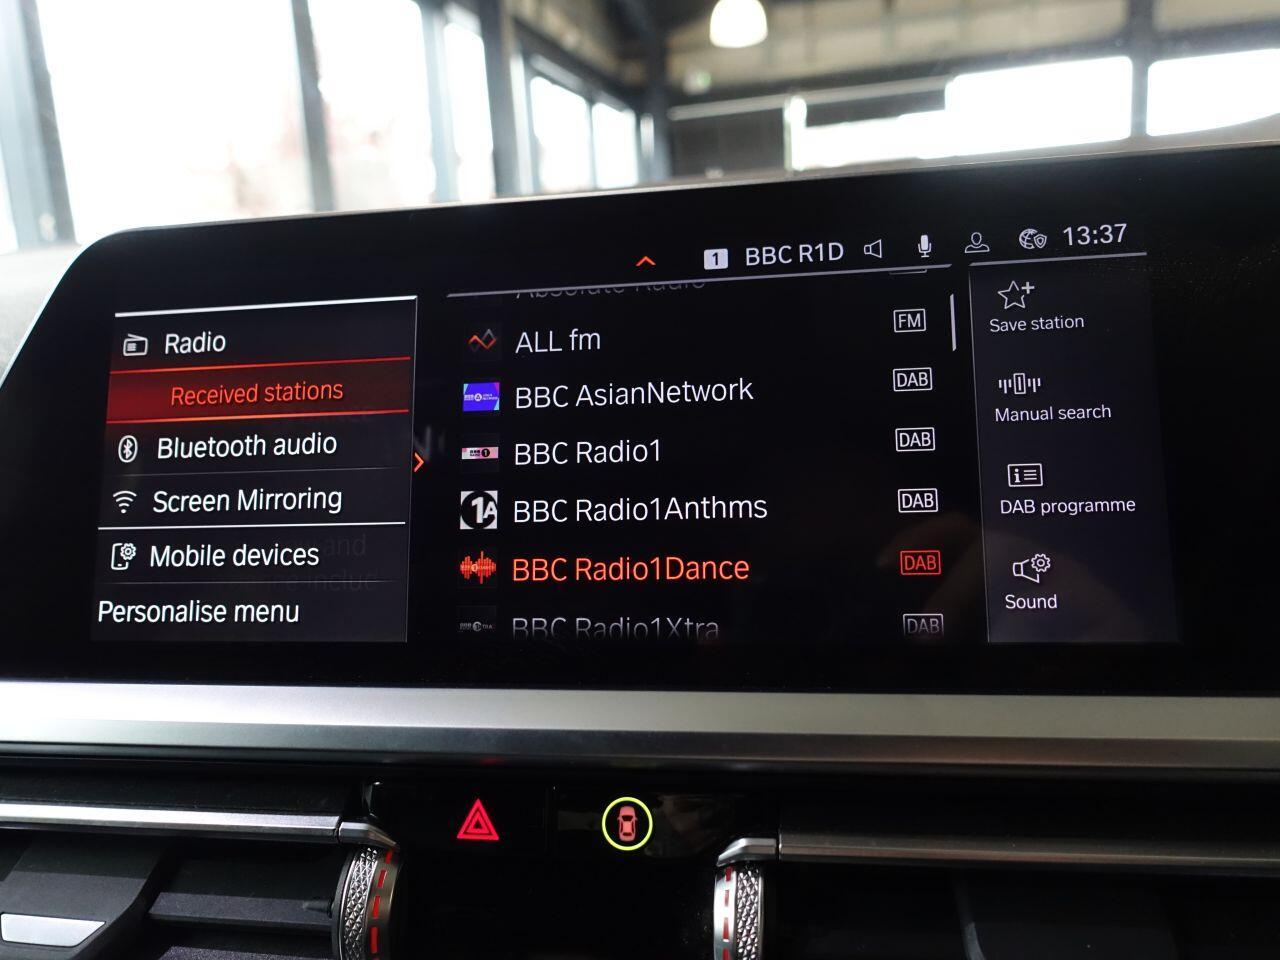 1 BBC R1D 13:37
Radio
Received stations
Bluetooth audio
Screen Mirroring
Mobile devices
Personalise menu
Absolute Radio
ALL fm FM
BBC AsianNetwork DAB
BBC Radio1 DAB
BBC Radio1Anthms DAB
BBC Radio1Dance DAB
BBC Radio1Xtra DAB
Save station
Manual search
DAB programme
Sound